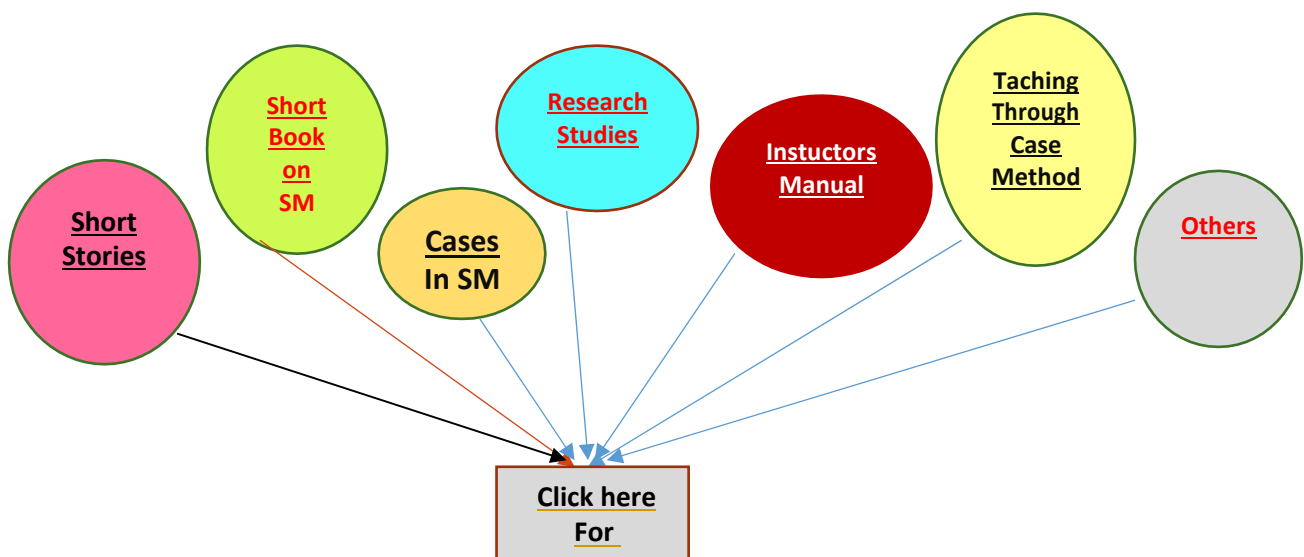 Short
Stories
Short
Book
on
SM
Cases
In SM
Research
Studies
Instuctors
Manual
Taching
Through
Case
Method
Others
Click here
For